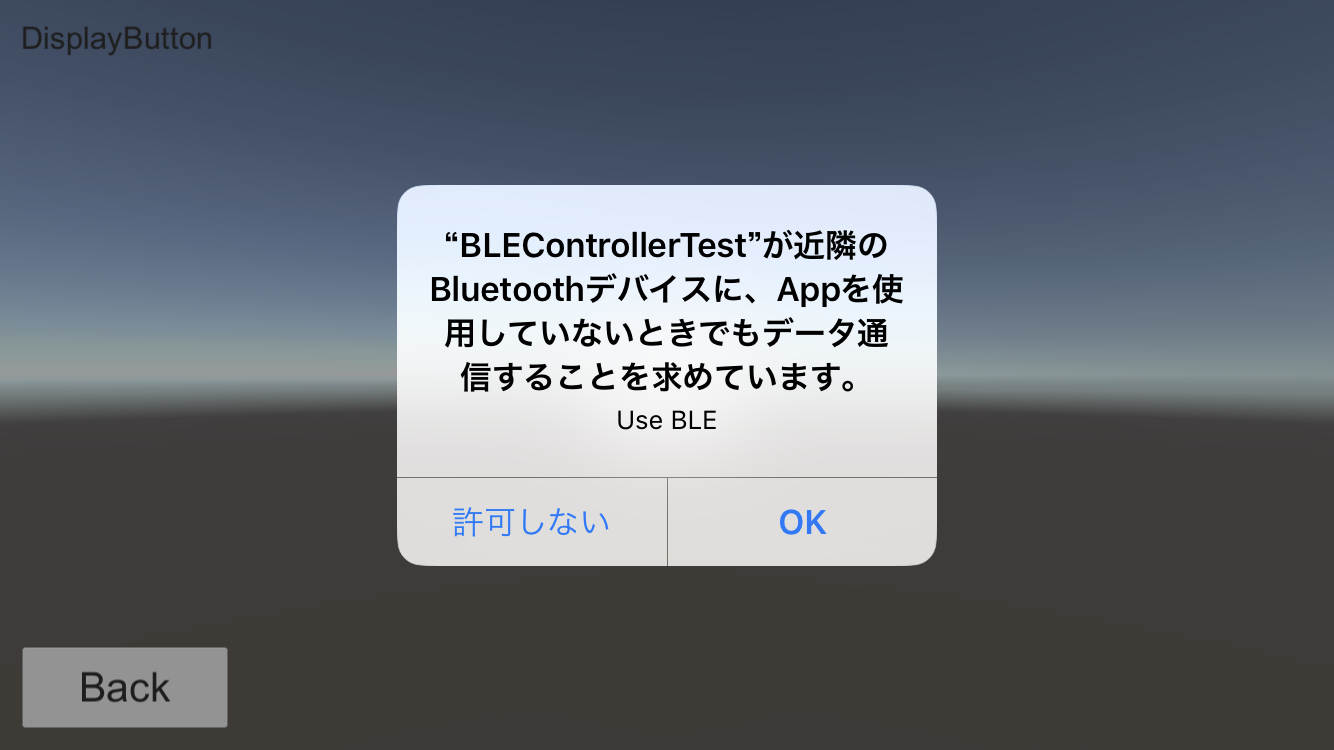 DisplayButton
“BLEControllerTest”が近隣の
Bluetoothデバイスに、Appを使
用していないときでもデータ通
信することを求めています。
Use BLE
許可しない
OK
Back